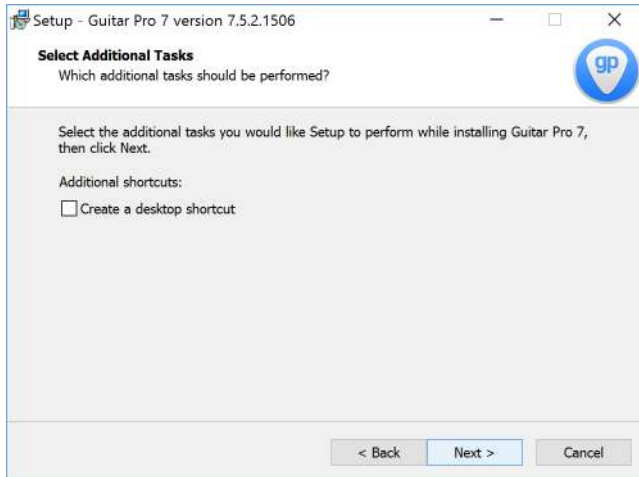 Setup - Guitar Pro 7 version 7.5.2.1506
Select Additional Tasks
Which additional tasks should be performed?
gp
Select the additional tasks you would like Setup to perform while installing Guitar Pro 7,
then click Next.
Additional shortcuts:
Create a desktop shortcut
< Back Next > Cancel